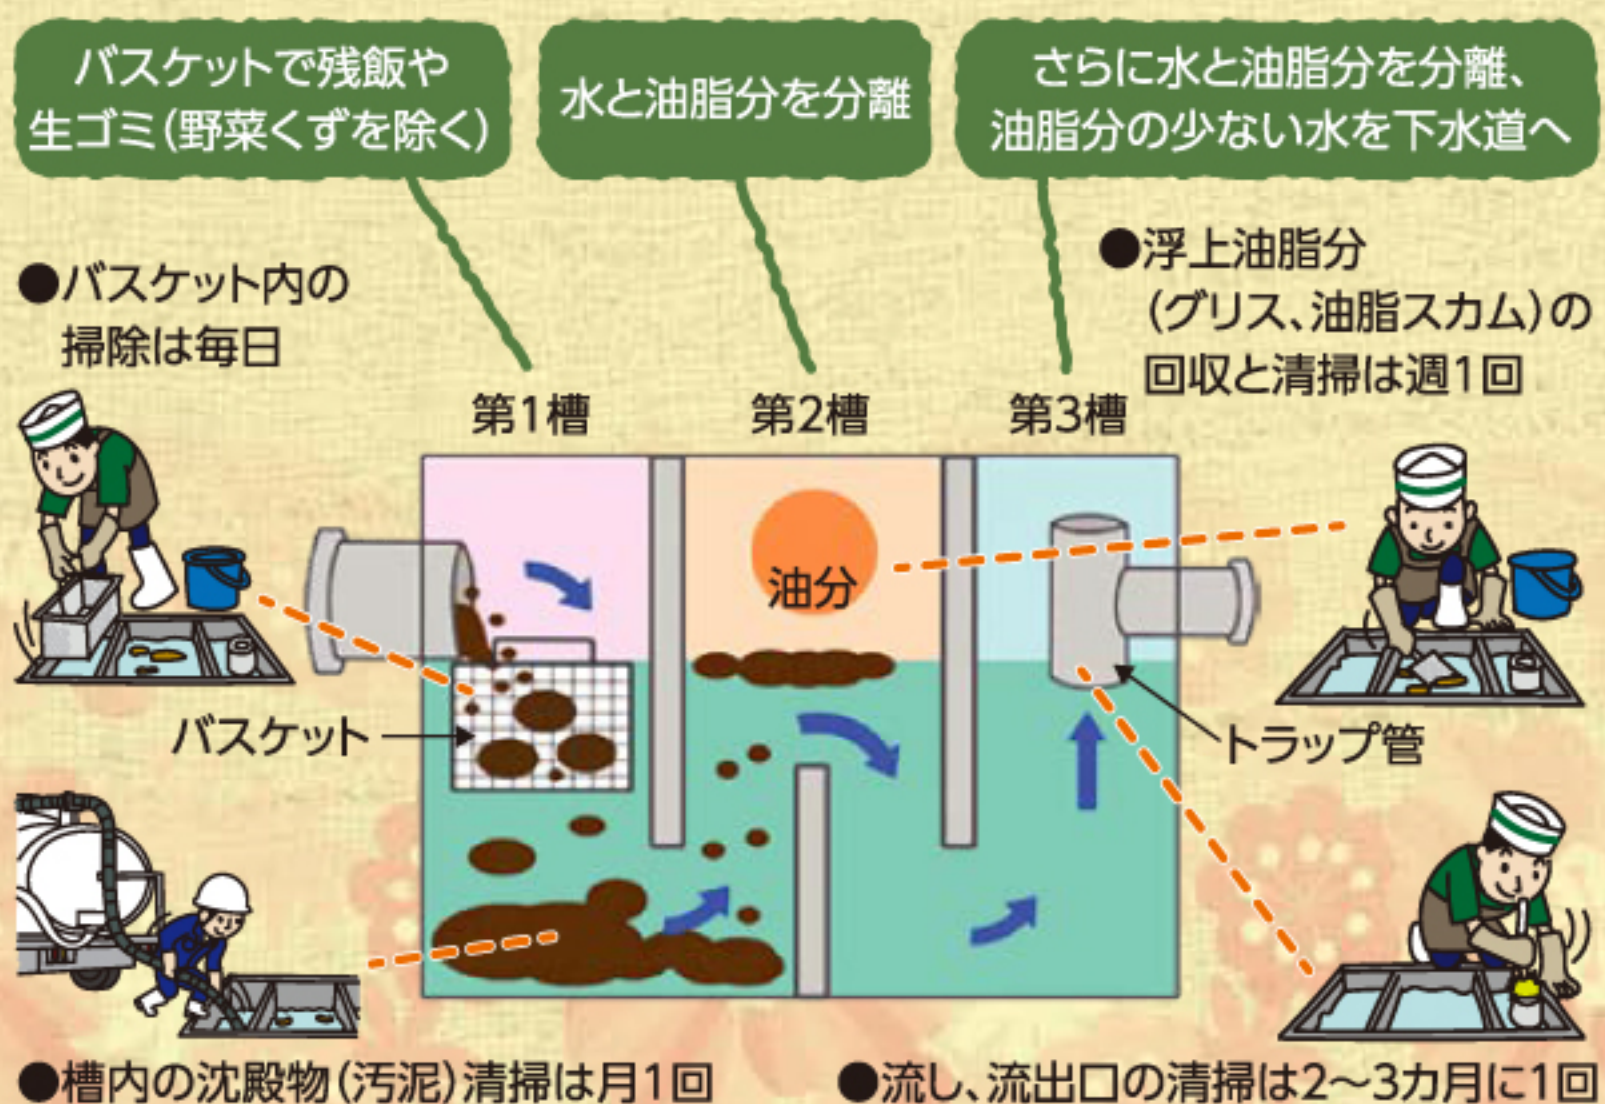 バスケットで残飯や
生ゴミ(野菜くずを除く)
水と油脂分を分離
さらに水と油脂分を分離、
油脂分の少ない水を下水道へ
●バスケット内の
掃除は毎日
●浮上油脂分
(グリス、油脂スカム)の
回収と清掃は週1回
第1槽
第2槽
第3槽
油分
バスケット
トラップ管
●槽内の沈殿物(汚泥)清掃は月1回
●流し、流出口の清掃は2〜3カ月に1回